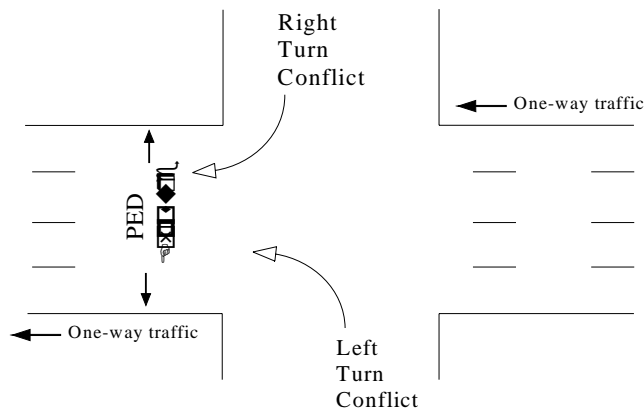 Right
Turn
Conflict
One-way traffic
PED
One-way traffic
Left
Turn
Conflict